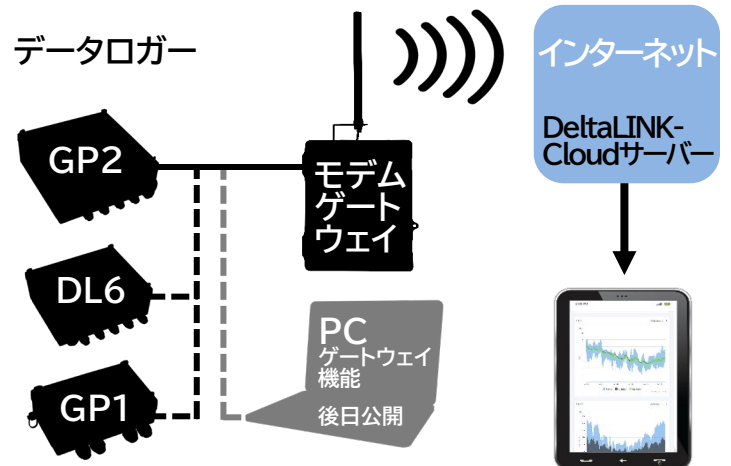 データロガー
GP2
DL6
GP1
モデム
ゲート
ウェイ
PC
ゲートウェイ
機能
後日公開
インターネット
DeltaLINK-
Cloudサーバー